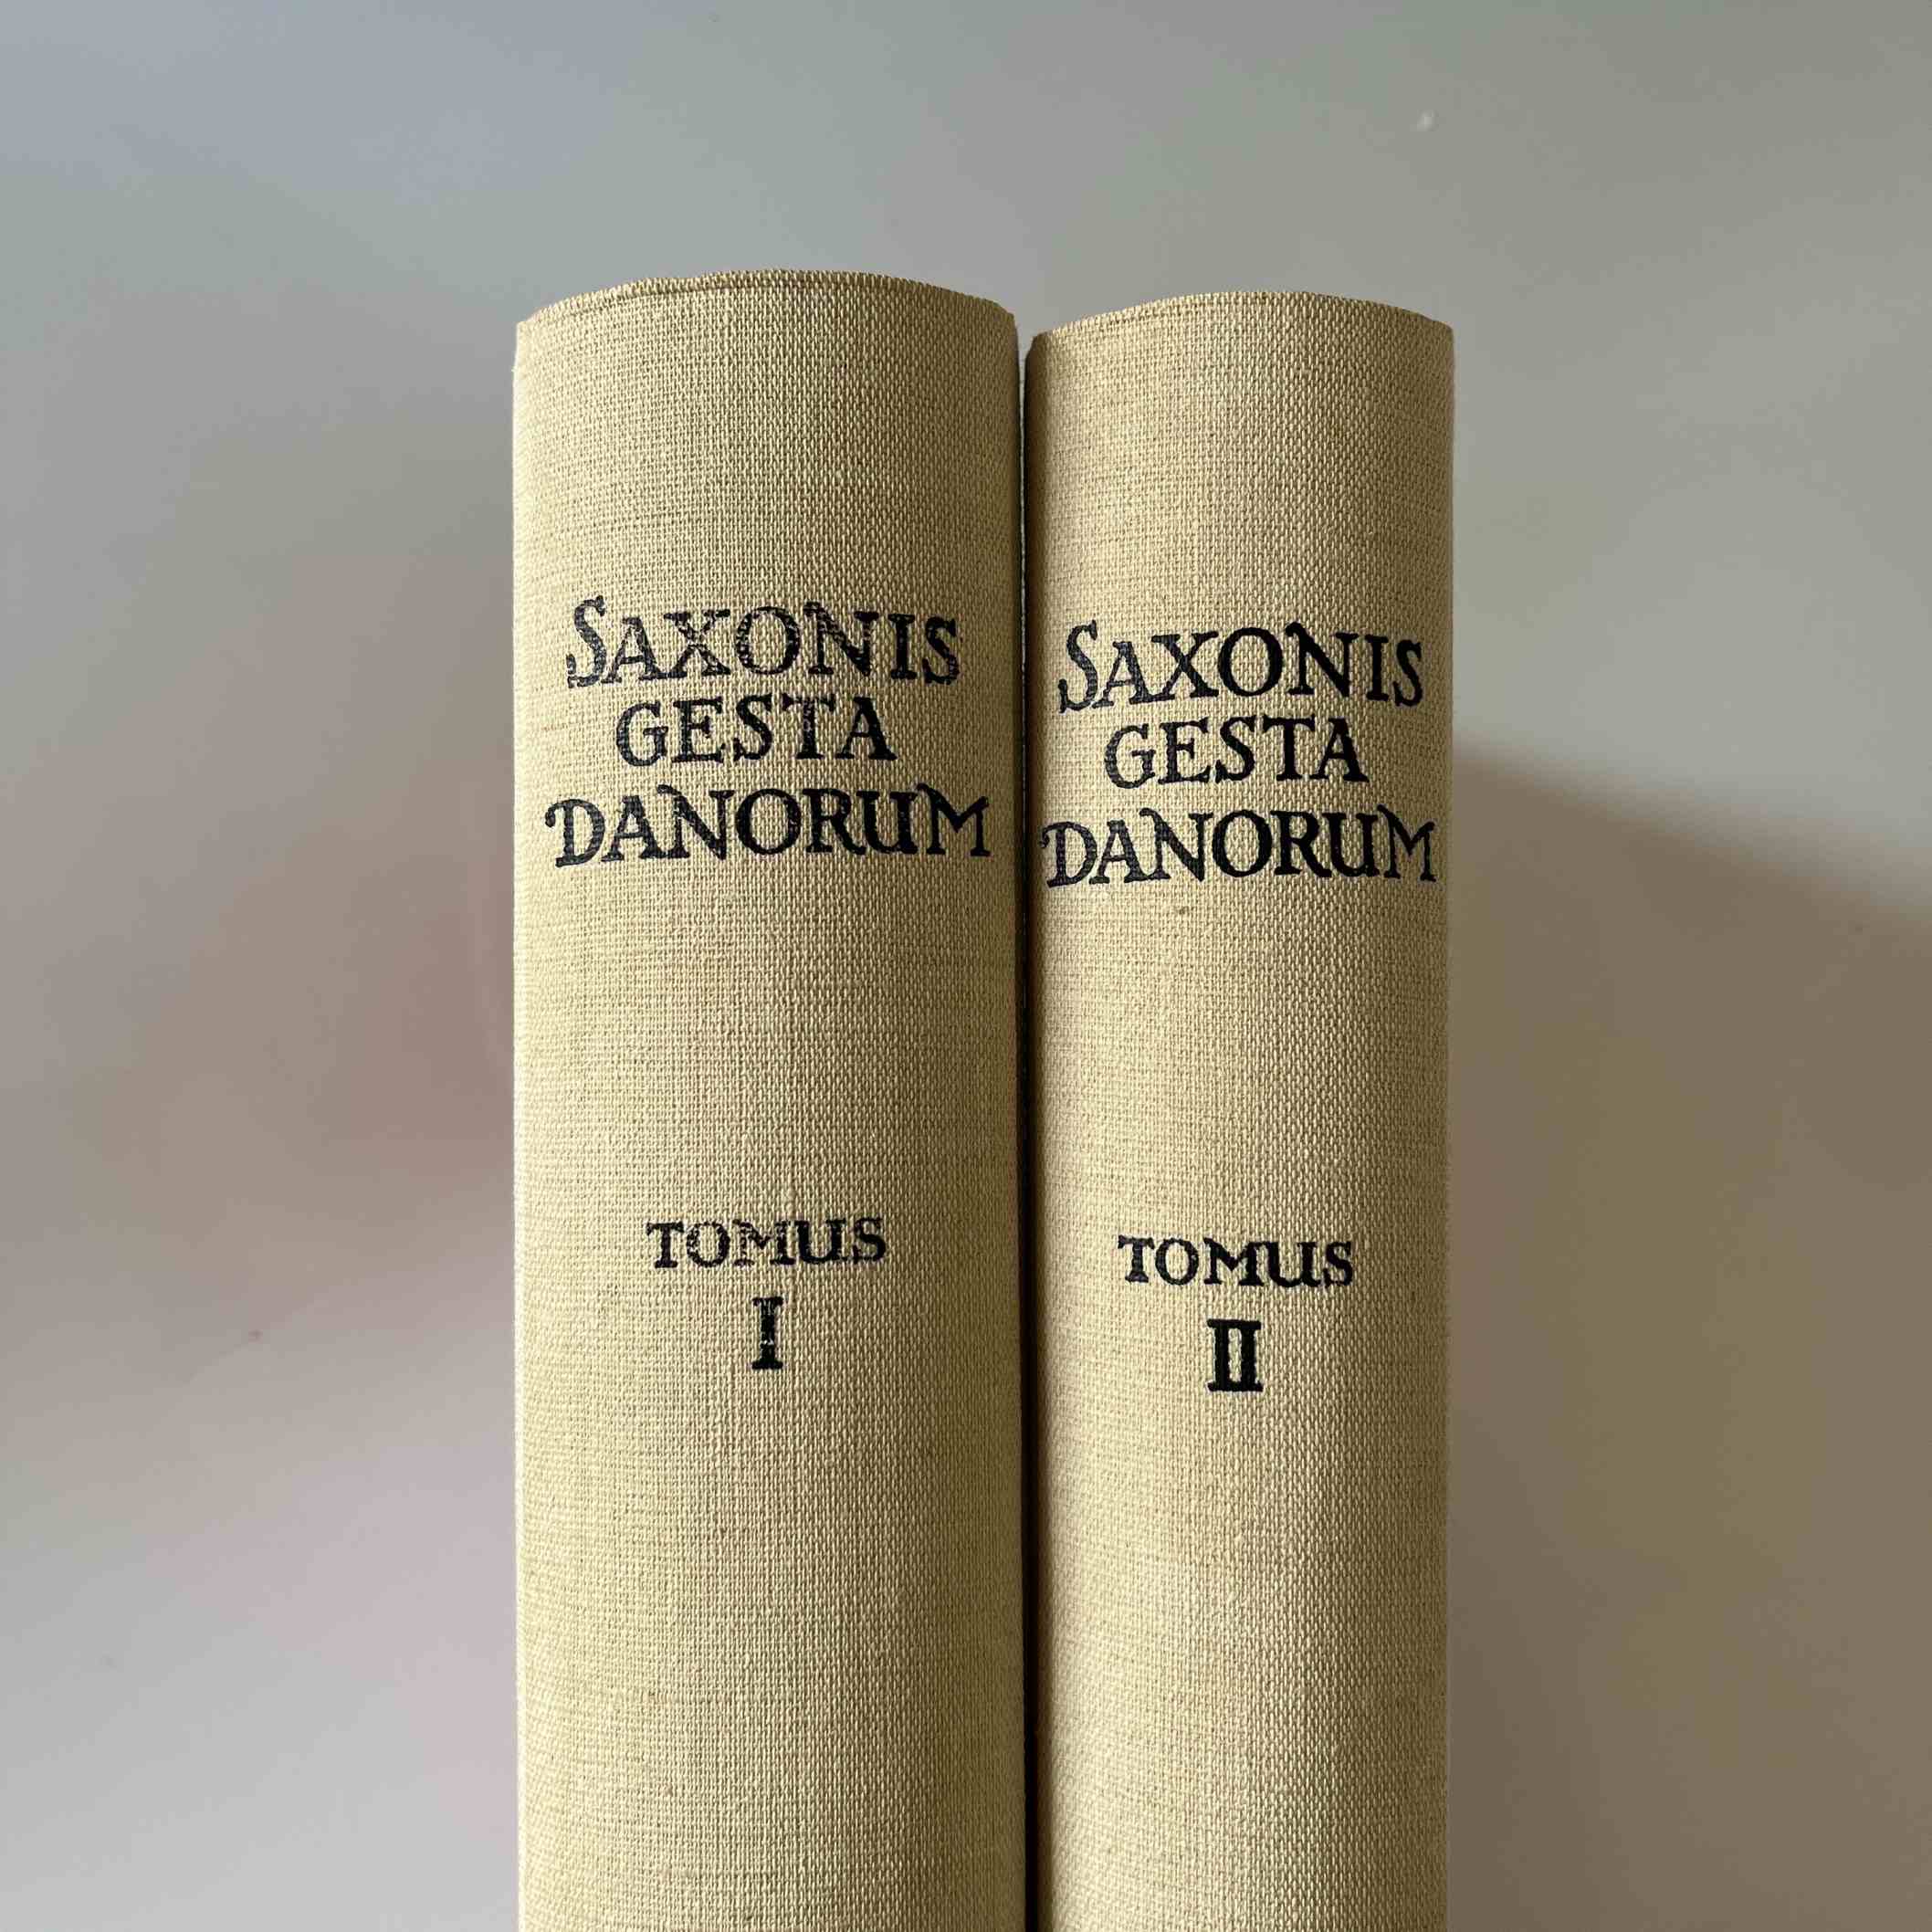 SAXONIS
GESTA
DANORUM
TOMUS
I
SAXONIS
GESTA
DANORUM
TOMUS
II